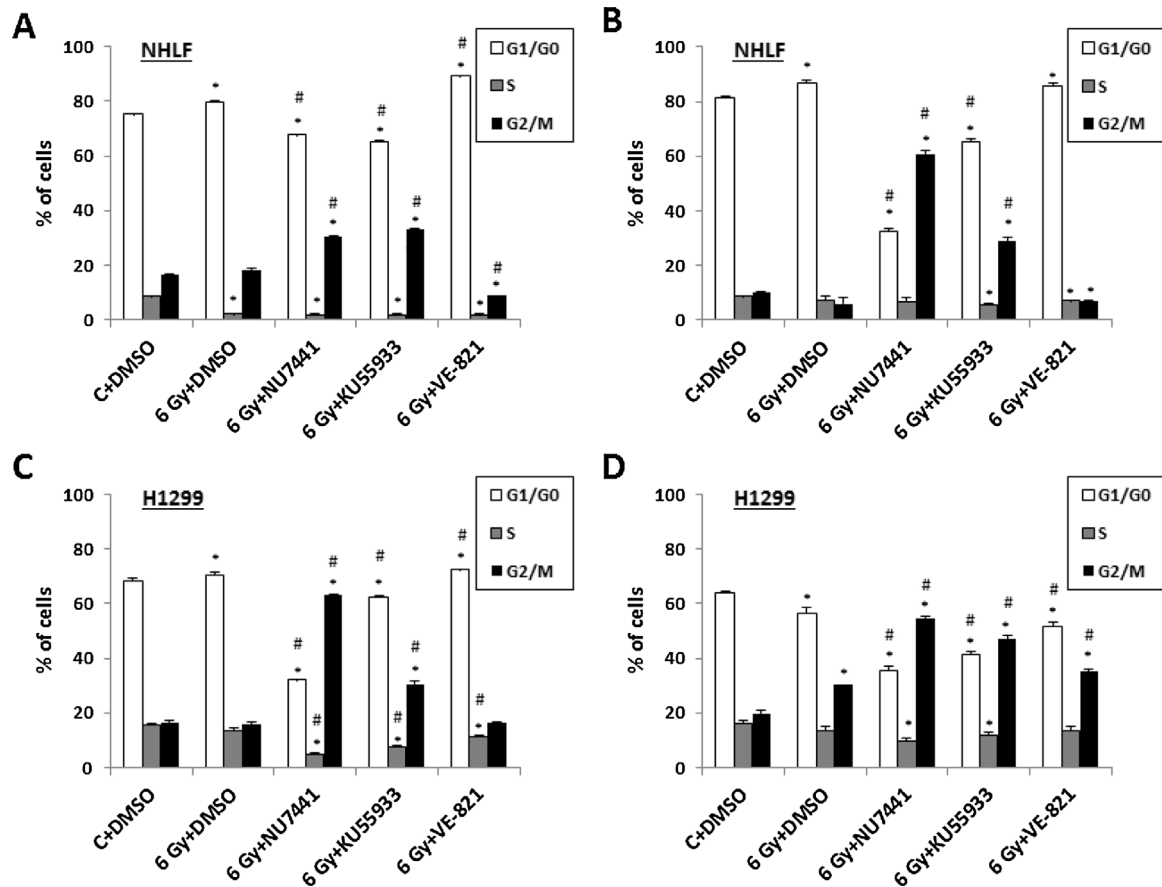 A
NHLF
% of cells
100
80
60
40
20
0
# * * # * # * # * # * * * * * # *
G1/G0
S
G2/M
C+DMSO
6 Gy+DMSO
6 Gy+NU7441
6 Gy+KU55933
6 Gy+VE-821
B
NHLF
% of cells
100
80
60
40
20
0
* # * # * # * # * * * * *
G1/G0
S
G2/M
C+DMSO
6 Gy+DMSO
6 Gy+NU7441
6 Gy+KU55933
6 Gy+VE-821
C
H1299
% of cells
100
80
60
40
20
0
* # * # * # * # * # * # * # * # *
G1/G0
S
G2/M
C+DMSO
6 Gy+DMSO
6 Gy+NU7441
6 Gy+KU55933
6 Gy+VE-821
D
H1299
% of cells
100
80
60
40
20
0
* * # * # * * # * # * * # * # *
G1/G0
S
G2/M
C+DMSO
6 Gy+DMSO
6 Gy+NU7441
6 Gy+KU55933
6 Gy+VE-821